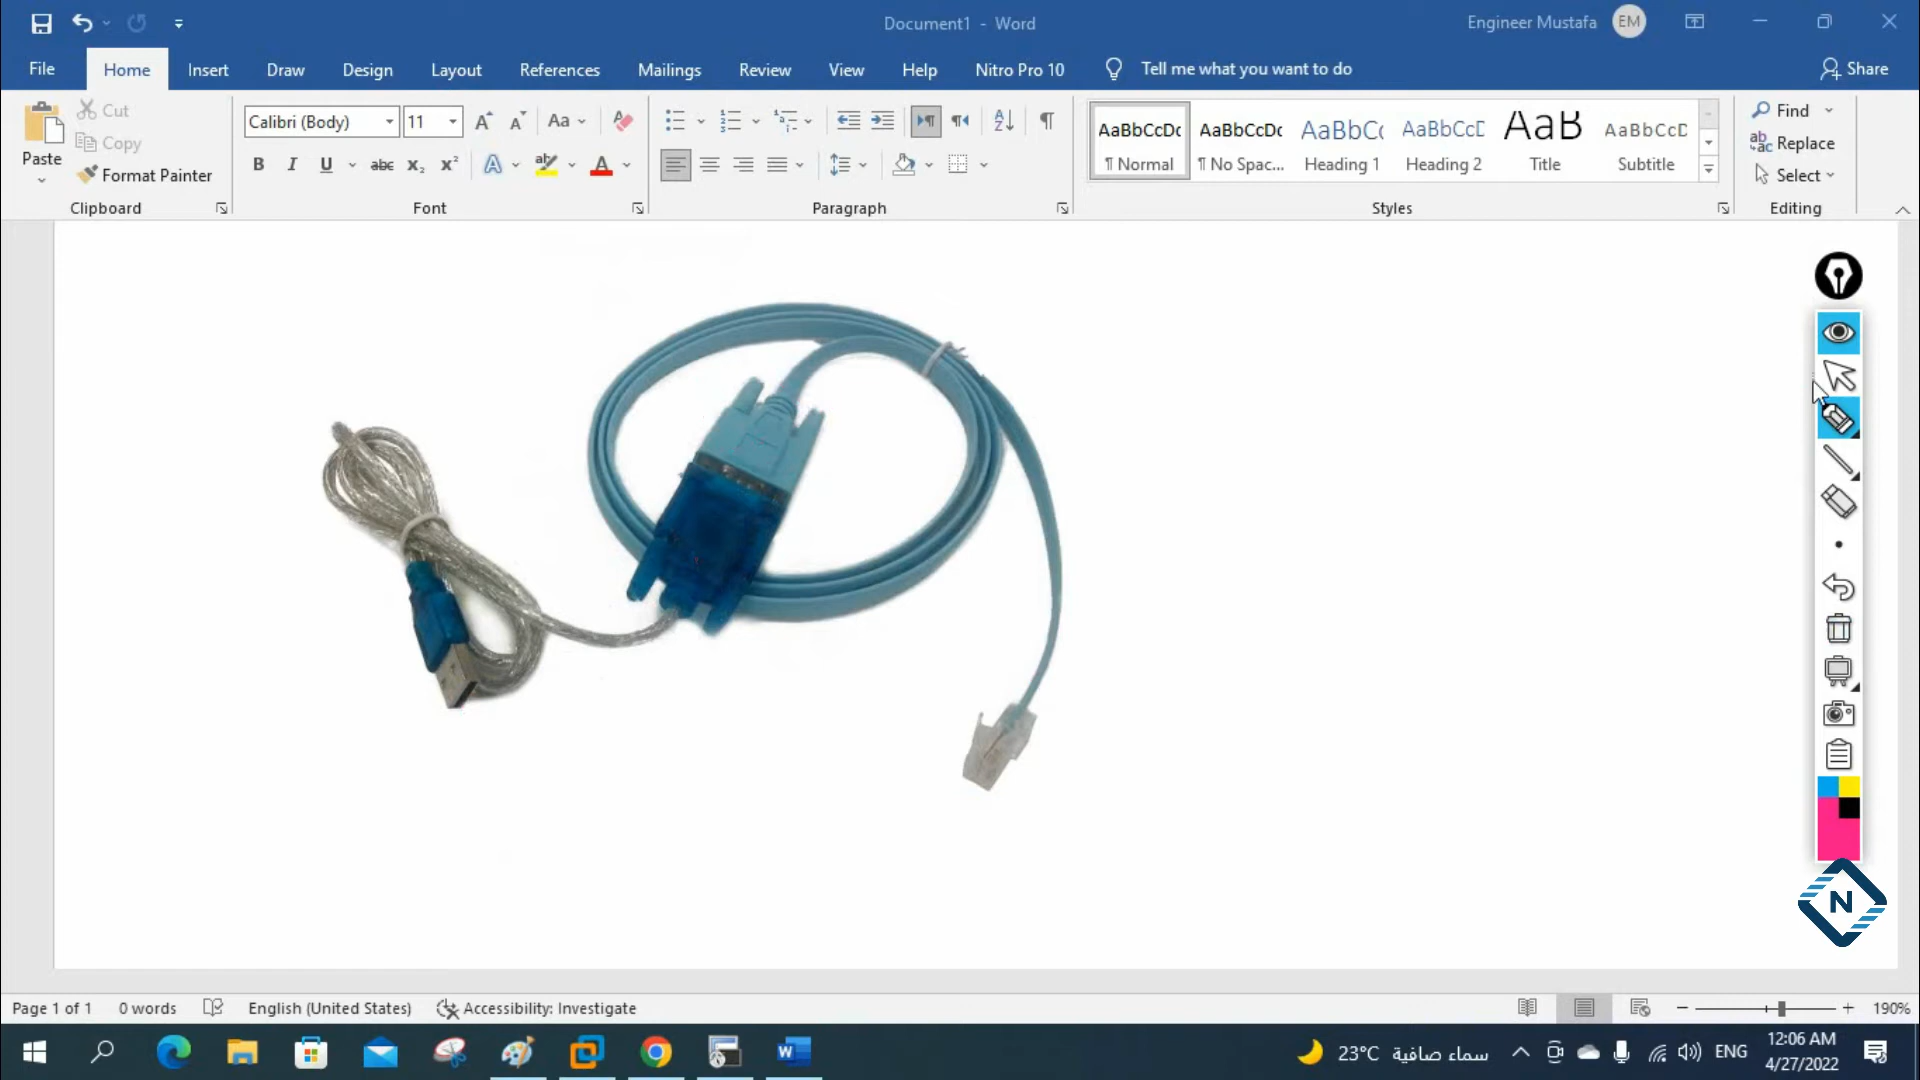 Document1 - Word
Engineer Mustafa EM
File Home Insert Draw Design Layout References Mailings Review View Help Nitro Pro 10 Tell me what you want to do Share
Paste
Cut
Copy
Format Painter
Clipboard
Calibri (Body) 11
Aa
B I U abc x₂ x² A A
Font
Paragraph
AaBbCcDc AaBbCcDc AaBbC( AaBbCcD AaB AaBbCcD
¶ Normal ¶ No Spac... Heading 1 Heading 2 Title Subtitle
Styles
Find
Replace
Select
Editing
N
Page 1 of 1 0 words English (United States) Accessibility: Investigate 190%
23°C سماء صافية ENG
12:06 AM
4/27/2022